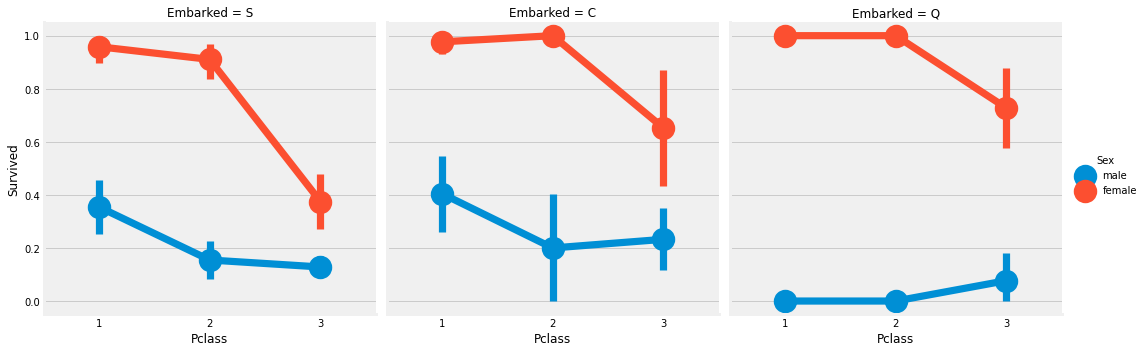 Embarked = S
Embarked = C
Embarked = Q
1.0
0.8
0.6
0.4
0.2
0.0
Survived
1 2 3
1 2 3
1 2 3
Pclass
Pclass
Pclass
Sex
male
female